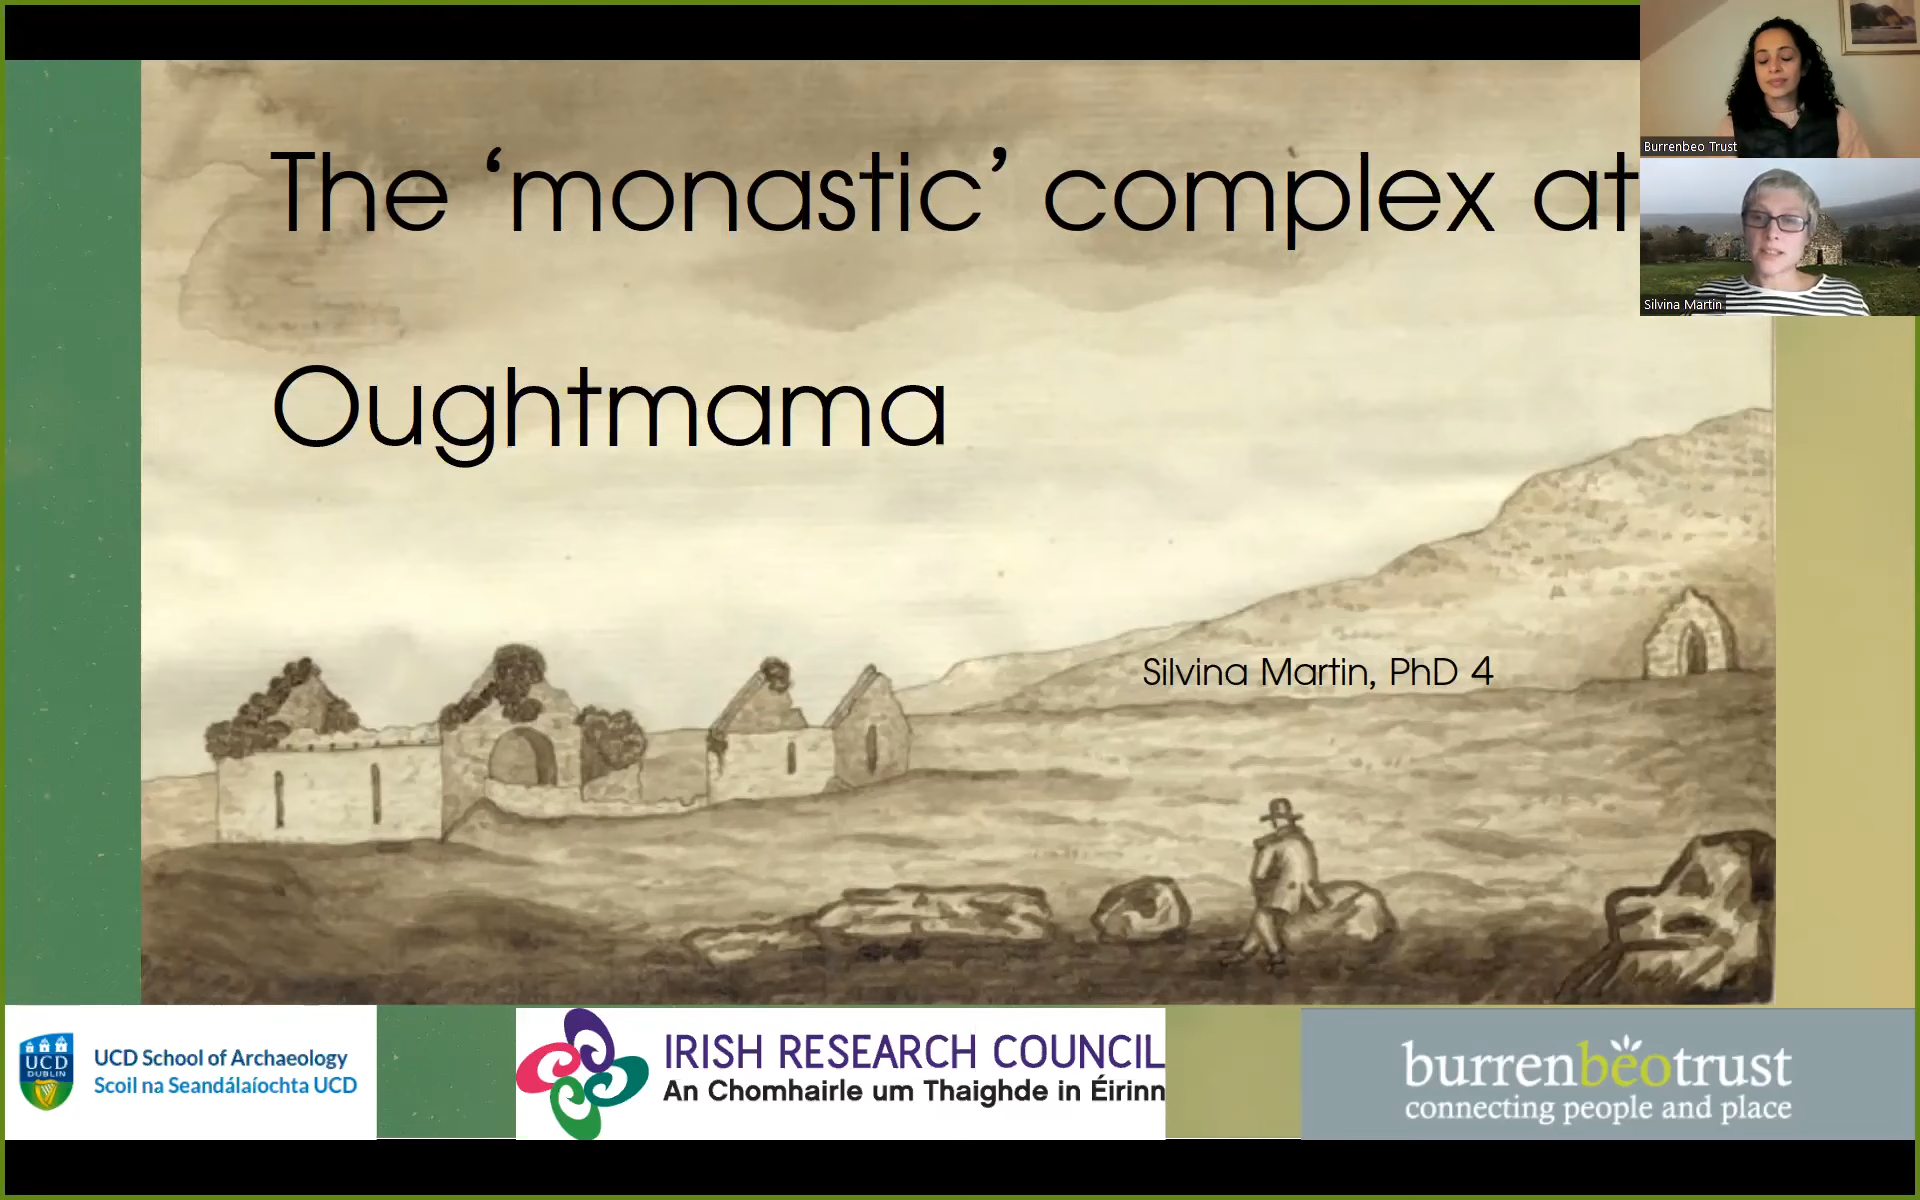 The ‘monastic’ complex at
Oughtmama
Silvina Martin, PhD 4
Burrenbeo Trust
Silvina Martin
UCD
DUBLIN
UCD School of Archaeology
Scoil na Seandálaíochta UCD
IRISH RESEARCH COUNCIL
An Chomhairle um Thaighde in Éirinn
burrenbeotrust
connecting people and place